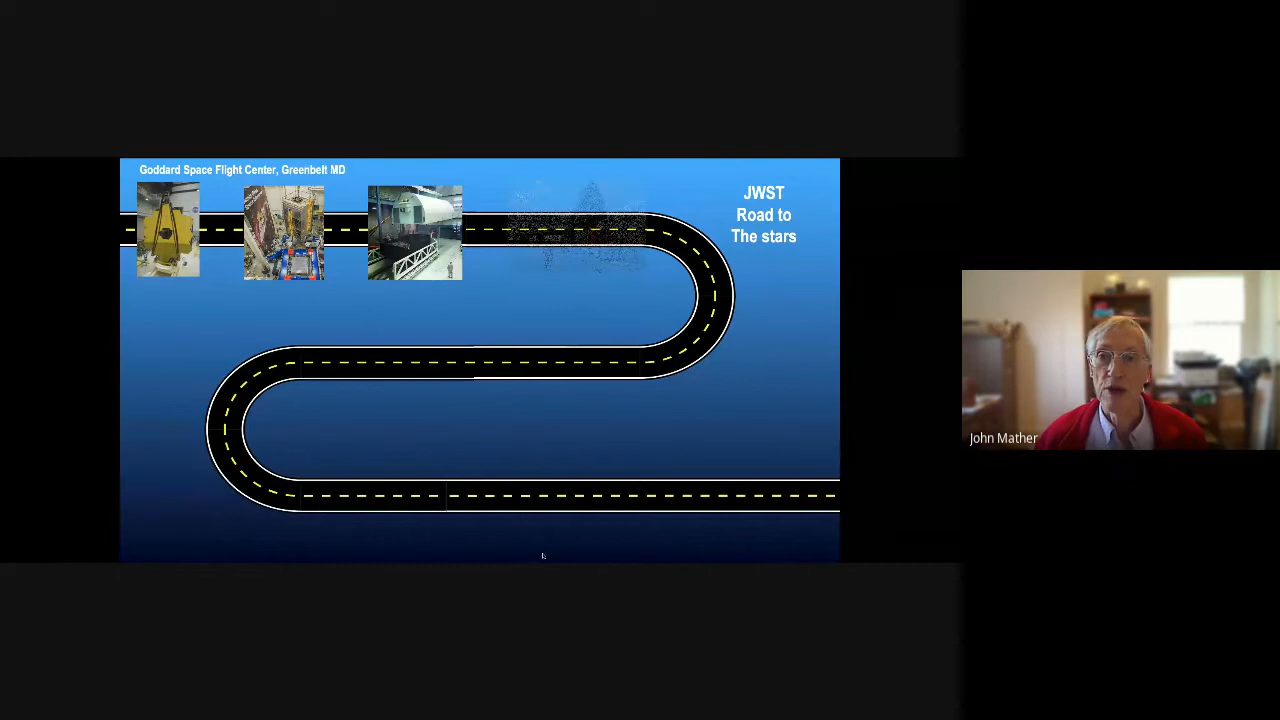 Goddard Space Flight Center, Greenbelt MD
JWST
Road to
The stars
John Mather